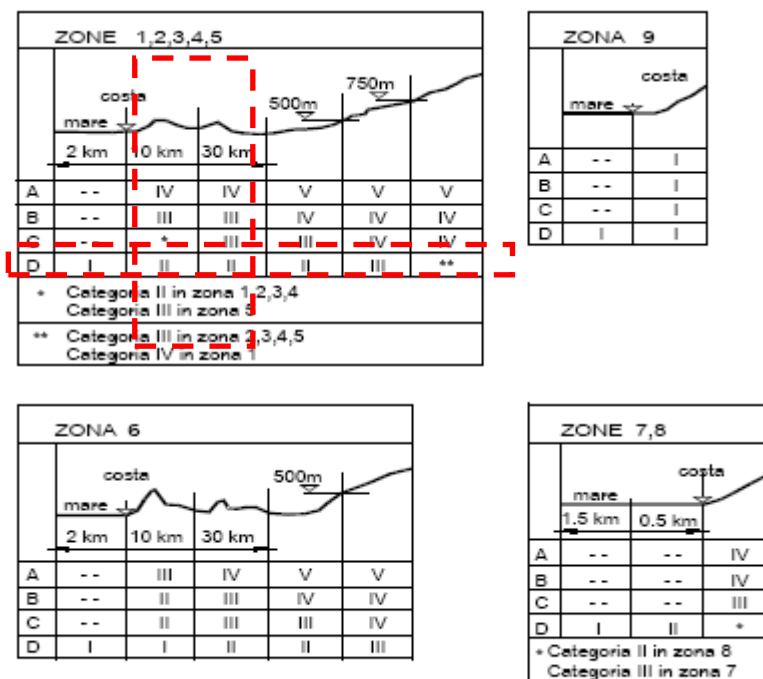 ZONE 1,2,3,4,5
costa
mare
500m
750m
2 km 10 km 30 km
A -- IV IV V V V
B -- III III IV IV IV
C -- * III III IV IV
D I II II II III **
* Categoria II in zona 1,2,3,4
Categoria III in zona 5
** Categoria III in zona 2,3,4,5
Categoria IV in zona 1
ZONA 9
costa
mare
A -- I
B -- I
C -- I
D I I
ZONA 6
costa
mare
500m
2 km 10 km 30 km
A -- III IV V V
B -- II III IV IV
C -- II III III IV
D I I II II III
ZONE 7,8
costa
mare
1.5 km 0.5 km
A -- -- IV
B -- -- IV
C -- -- III
D I II *
* Categoria II in zona 8
Categoria III in zona 7